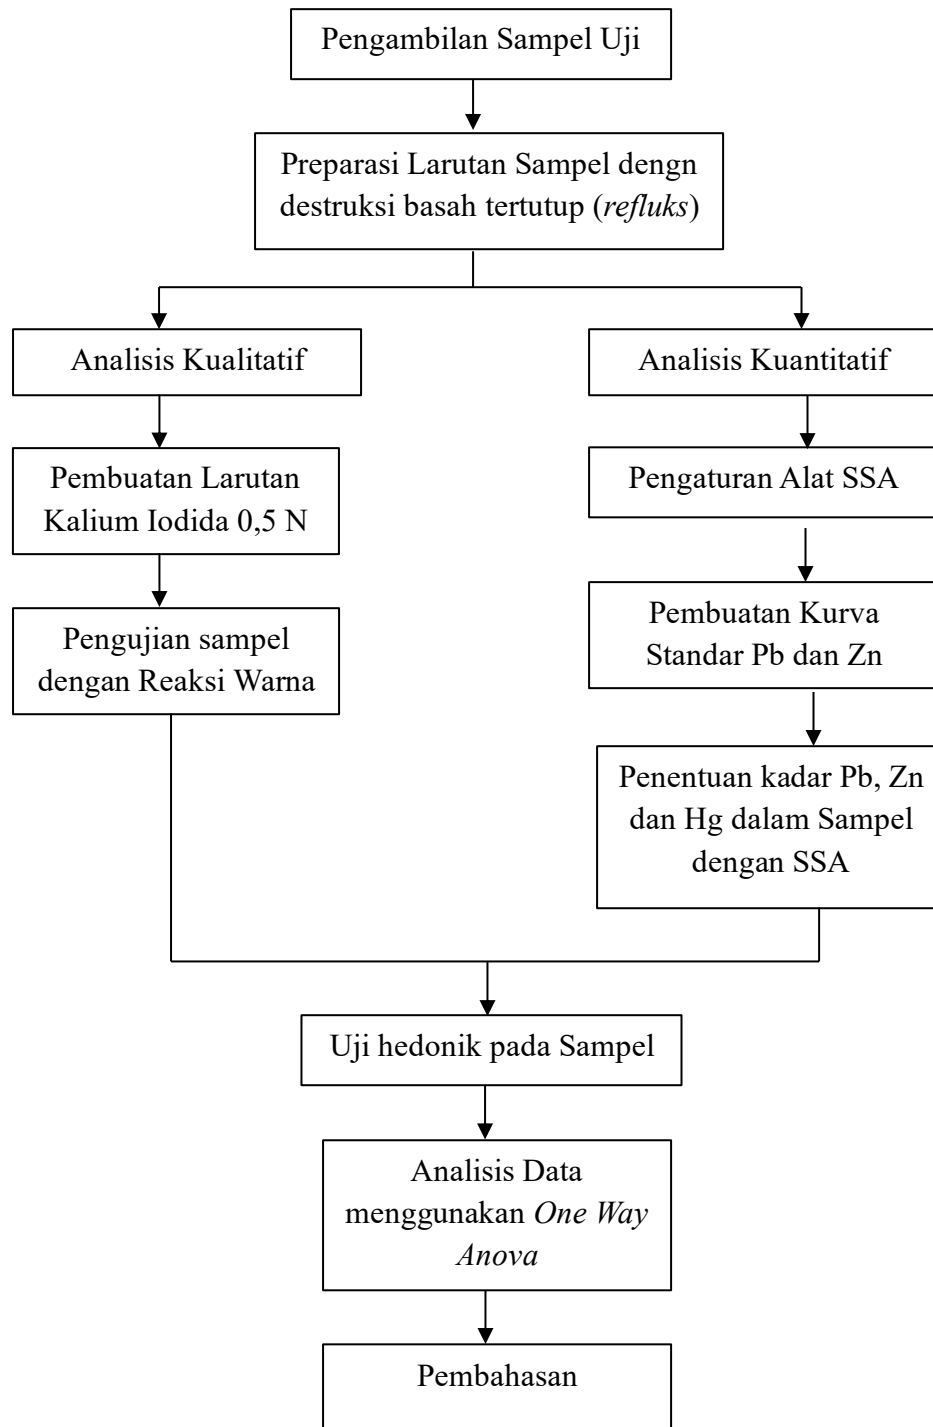 Pengambilan Sampel Uji
Preparasi Larutan Sampel dengn
destruksi basah tertutup (refluks)
Analisis Kualitatif
Pembuatan Larutan
Kalium Iodida 0,5 N
Pengujian sampel
dengan Reaksi Warna
Analisis Kuantitatif
Pengaturan Alat SSA
Pembuatan Kurva
Standar Pb dan Zn
Penentuan kadar Pb, Zn
dan Hg dalam Sampel
dengan SSA
Uji hedonik pada Sampel
Analisis Data
menggunakan One Way
Anova
Pembahasan